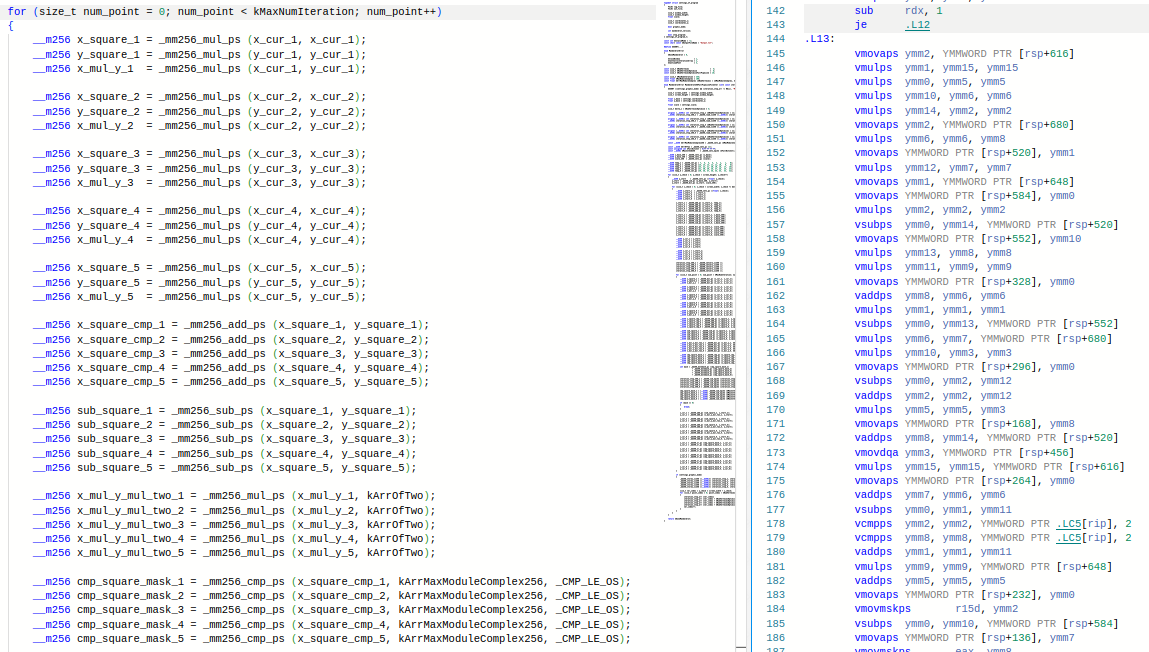 for (size_t num_point = 0; num_point < kMaxNumIteration; num_point++)
{
__m256 x_square_1 = _mm256_mul_ps (x_cur_1, x_cur_1);
__m256 y_square_1 = _mm256_mul_ps (y_cur_1, y_cur_1);
__m256 x_mul_y_1  = _mm256_mul_ps (x_cur_1, y_cur_1);
__m256 x_square_2 = _mm256_mul_ps (x_cur_2, x_cur_2);
__m256 y_square_2 = _mm256_mul_ps (y_cur_2, y_cur_2);
__m256 x_mul_y_2  = _mm256_mul_ps (x_cur_2, y_cur_2);
__m256 x_square_3 = _mm256_mul_ps (x_cur_3, x_cur_3);
__m256 y_square_3 = _mm256_mul_ps (y_cur_3, y_cur_3);
__m256 x_mul_y_3  = _mm256_mul_ps (x_cur_3, y_cur_3);
__m256 x_square_4 = _mm256_mul_ps (x_cur_4, x_cur_4);
__m256 y_square_4 = _mm256_mul_ps (y_cur_4, y_cur_4);
__m256 x_mul_y_4  = _mm256_mul_ps (x_cur_4, y_cur_4);
__m256 x_square_5 = _mm256_mul_ps (x_cur_5, x_cur_5);
__m256 y_square_5 = _mm256_mul_ps (y_cur_5, y_cur_5);
__m256 x_mul_y_5  = _mm256_mul_ps (x_cur_5, y_cur_5);
__m256 x_square_cmp_1 = _mm256_add_ps (x_square_1, y_square_1);
__m256 x_square_cmp_2 = _mm256_add_ps (x_square_2, y_square_2);
__m256 x_square_cmp_3 = _mm256_add_ps (x_square_3, y_square_3);
__m256 x_square_cmp_4 = _mm256_add_ps (x_square_4, y_square_4);
__m256 x_square_cmp_5 = _mm256_add_ps (x_square_5, y_square_5);
__m256 sub_square_1 = _mm256_sub_ps (x_square_1, y_square_1);
__m256 sub_square_2 = _mm256_sub_ps (x_square_2, y_square_2);
__m256 sub_square_3 = _mm256_sub_ps (x_square_3, y_square_3);
__m256 sub_square_4 = _mm256_sub_ps (x_square_4, y_square_4);
__m256 sub_square_5 = _mm256_sub_ps (x_square_5, y_square_5);
__m256 x_mul_y_mul_two_1 = _mm256_mul_ps (x_mul_y_1, kArrOfTwo);
__m256 x_mul_y_mul_two_2 = _mm256_mul_ps (x_mul_y_2, kArrOfTwo);
__m256 x_mul_y_mul_two_3 = _mm256_mul_ps (x_mul_y_3, kArrOfTwo);
__m256 x_mul_y_mul_two_4 = _mm256_mul_ps (x_mul_y_4, kArrOfTwo);
__m256 x_mul_y_mul_two_5 = _mm256_mul_ps (x_mul_y_5, kArrOfTwo);
__m256 cmp_square_mask_1 = _mm256_cmp_ps (x_square_cmp_1, kArrMaxModuleComplex256, _CMP_LE_OS);
__m256 cmp_square_mask_2 = _mm256_cmp_ps (x_square_cmp_2, kArrMaxModuleComplex256, _CMP_LE_OS);
__m256 cmp_square_mask_3 = _mm256_cmp_ps (x_square_cmp_3, kArrMaxModuleComplex256, _CMP_LE_OS);
__m256 cmp_square_mask_4 = _mm256_cmp_ps (x_square_cmp_4, kArrMaxModuleComplex256, _CMP_LE_OS);
__m256 cmp_square_mask_5 = _mm256_cmp_ps (x_square_cmp_5, kArrMaxModuleComplex256, _CMP_LE_OS);
142 sub rdx, 1
143 je .L12
144 .L13:
145 vmovaps ymm2, YMMWORD PTR [rsp+616]
146 vmulps ymm1, ymm15, ymm15
147 vmulps ymm0, ymm5, ymm5
148 vmulps ymm10, ymm6, ymm6
149 vmulps ymm14, ymm2, ymm2
150 vmovaps ymm2, YMMWORD PTR [rsp+680]
151 vmulps ymm6, ymm6, ymm8
152 vmovaps YMMWORD PTR [rsp+520], ymm1
153 vmulps ymm12, ymm7, ymm7
154 vmovaps ymm1, YMMWORD PTR [rsp+648]
155 vmovaps YMMWORD PTR [rsp+584], ymm0
156 vmulps ymm2, ymm2, ymm2
157 vsubps ymm0, ymm14, YMMWORD PTR [rsp+520]
158 vmovaps YMMWORD PTR [rsp+552], ymm10
159 vmulps ymm13, ymm8, ymm8
160 vmulps ymm11, ymm9, ymm9
161 vmovaps YMMWORD PTR [rsp+328], ymm0
162 vaddps ymm8, ymm6, ymm6
163 vmulps ymm1, ymm1, ymm1
164 vsubps ymm0, ymm13, YMMWORD PTR [rsp+552]
165 vmulps ymm6, ymm7, YMMWORD PTR [rsp+680]
166 vmulps ymm10, ymm3, ymm3
167 vmovaps YMMWORD PTR [rsp+296], ymm0
168 vsubps ymm0, ymm2, ymm12
169 vaddps ymm2, ymm2, ymm12
170 vmulps ymm5, ymm5, ymm3
171 vmovaps YMMWORD PTR [rsp+168], ymm8
172 vaddps ymm8, ymm14, YMMWORD PTR [rsp+520]
173 vmovdqa ymm3, YMMWORD PTR [rsp+456]
174 vmulps ymm15, ymm15, YMMWORD PTR [rsp+616]
175 vmovaps YMMWORD PTR [rsp+264], ymm0
176 vaddps ymm7, ymm6, ymm6
177 vsubps ymm0, ymm1, ymm11
178 vcmpps ymm2, ymm2, YMMWORD PTR .LC5[rip], 2
179 vcmpps ymm8, ymm8, YMMWORD PTR .LC5[rip], 2
180 vaddps ymm1, ymm1, ymm11
181 vmulps ymm9, ymm9, YMMWORD PTR [rsp+648]
182 vaddps ymm5, ymm5, ymm5
183 vmovaps YMMWORD PTR [rsp+232], ymm0
184 vmovmskps r15d, ymm2
185 vsubps ymm0, ymm10, YMMWORD PTR [rsp+584]
186 vmovaps YMMWORD PTR [rsp+136], ymm7
187 vmovmskps eax, ymm8